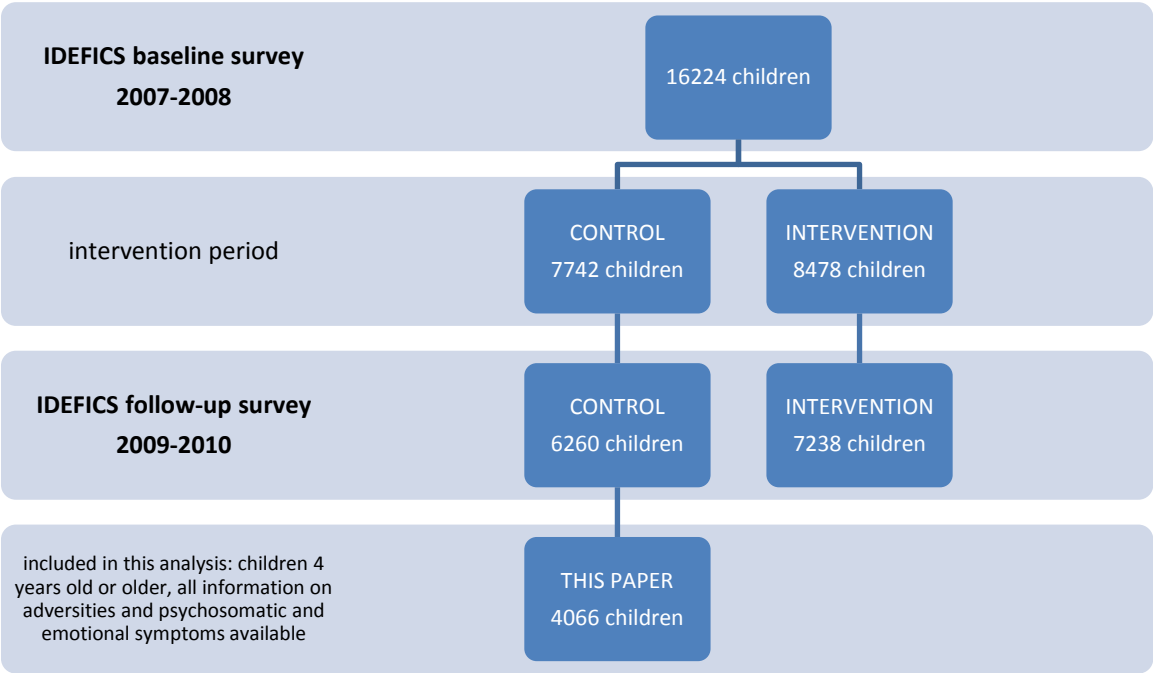 IDEFICS baseline survey
2007-2008
16224 children
intervention period
CONTROL
7742 children
INTERVENTION
8478 children
IDEFICS follow-up survey
2009-2010
CONTROL
6260 children
INTERVENTION
7238 children
included in this analysis: children 4
years old or older, all information on
adversities and psychosomatic and
emotional symptoms available
THIS PAPER
4066 children